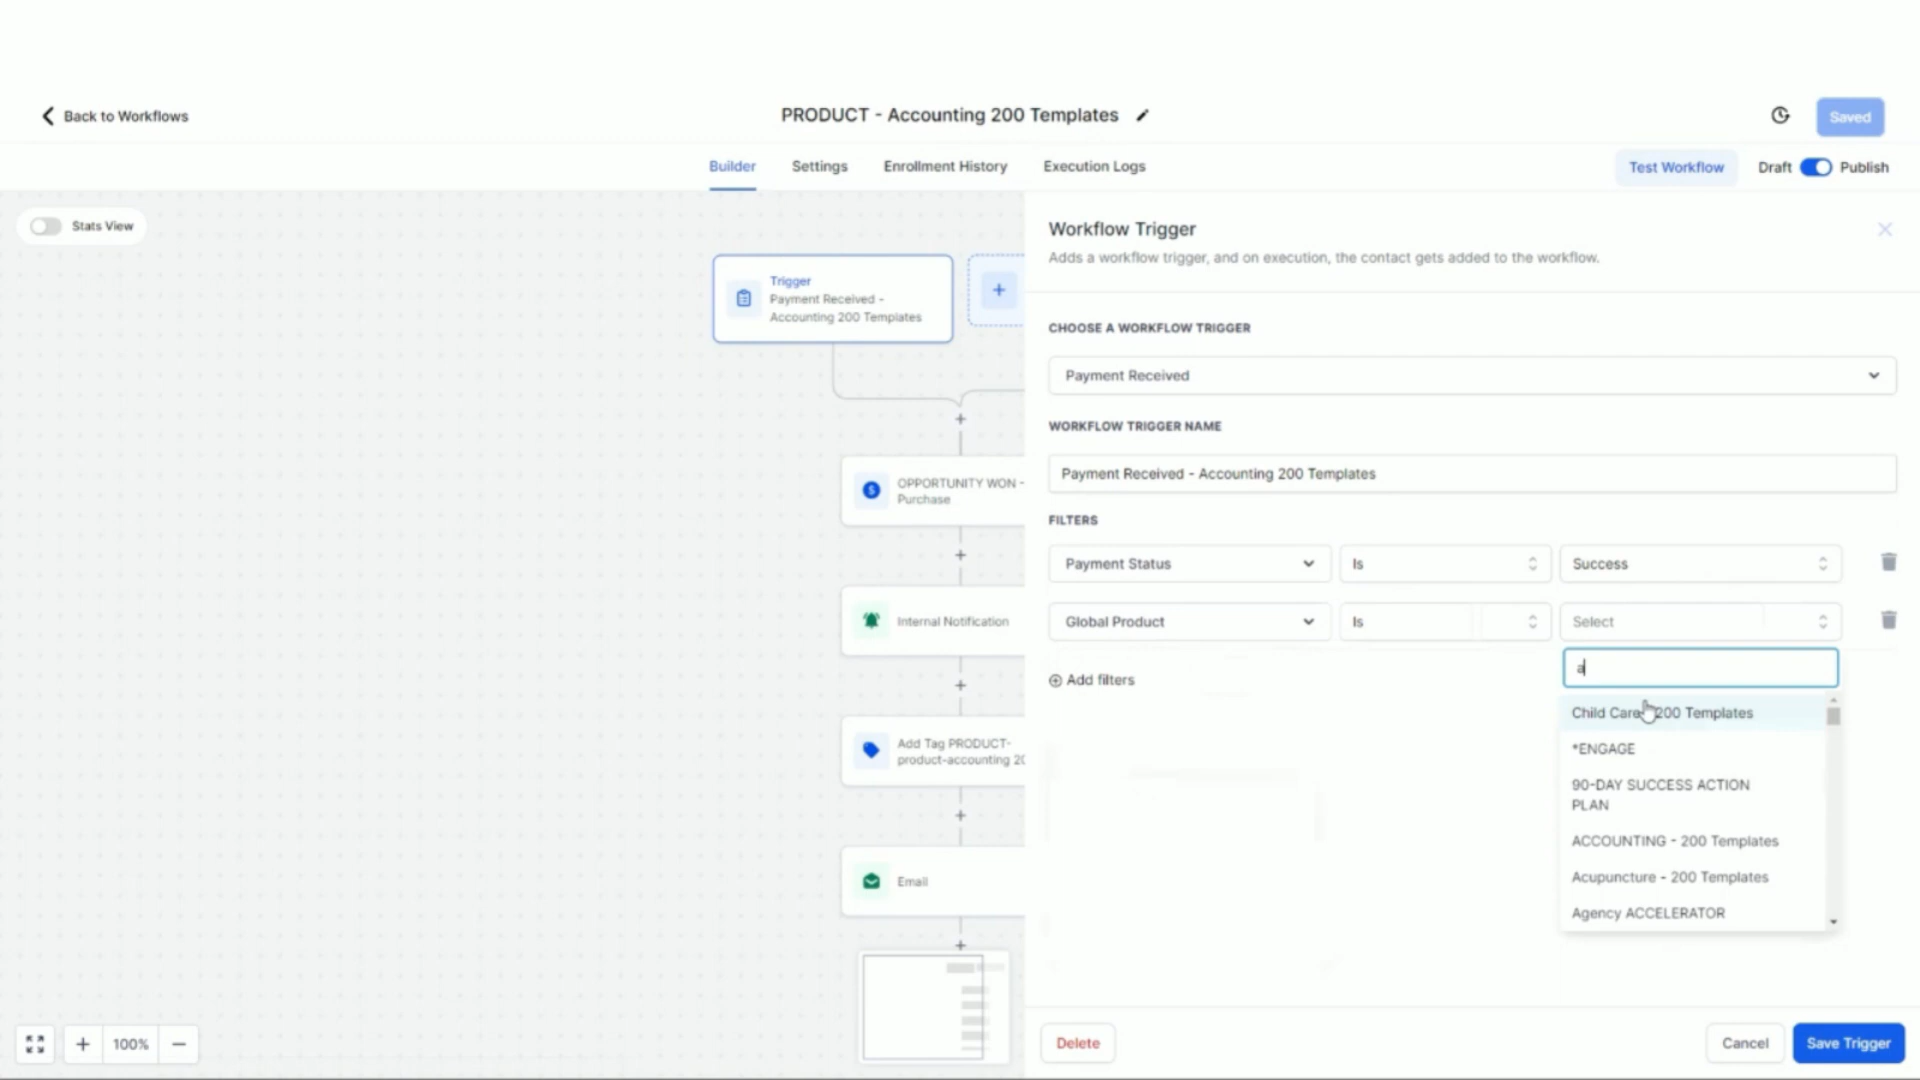 Back to Workflows
PRODUCT - Accounting 200 Templates
Saved
Builder
Settings
Enrollment History
Execution Logs
Test Workflow
Draft
Publish
Stats View
Trigger
Payment Received -
Accounting 200 Templates
OPPORTUNITY WON -
Purchase
Internal Notification
Add Tag PRODUCT-
product-accounting 20
Email
100%
Workflow Trigger
Adds a workflow trigger, and on execution, the contact gets added to the workflow.
CHOOSE A WORKFLOW TRIGGER
Payment Received
WORKFLOW TRIGGER NAME
Payment Received - Accounting 200 Templates
FILTERS
Payment Status
Is
Success
Global Product
Is
Select
Add filters
a
Child Care - 200 Templates
*ENGAGE
90-DAY SUCCESS ACTION
PLAN
ACCOUNTING - 200 Templates
Acupuncture - 200 Templates
Agency ACCELERATOR
Delete
Cancel
Save Trigger